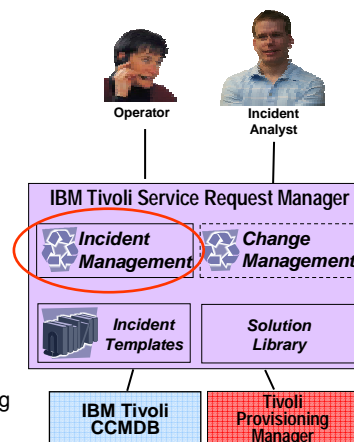 Operator
Incident
Analyst
IBM Tivoli Service Request Manager
Incident
Management
Change
Management
Incident
Templates
Solution
Library
ng
IBM Tivoli
CCMDB
Tivoli
Provisioning
Manager